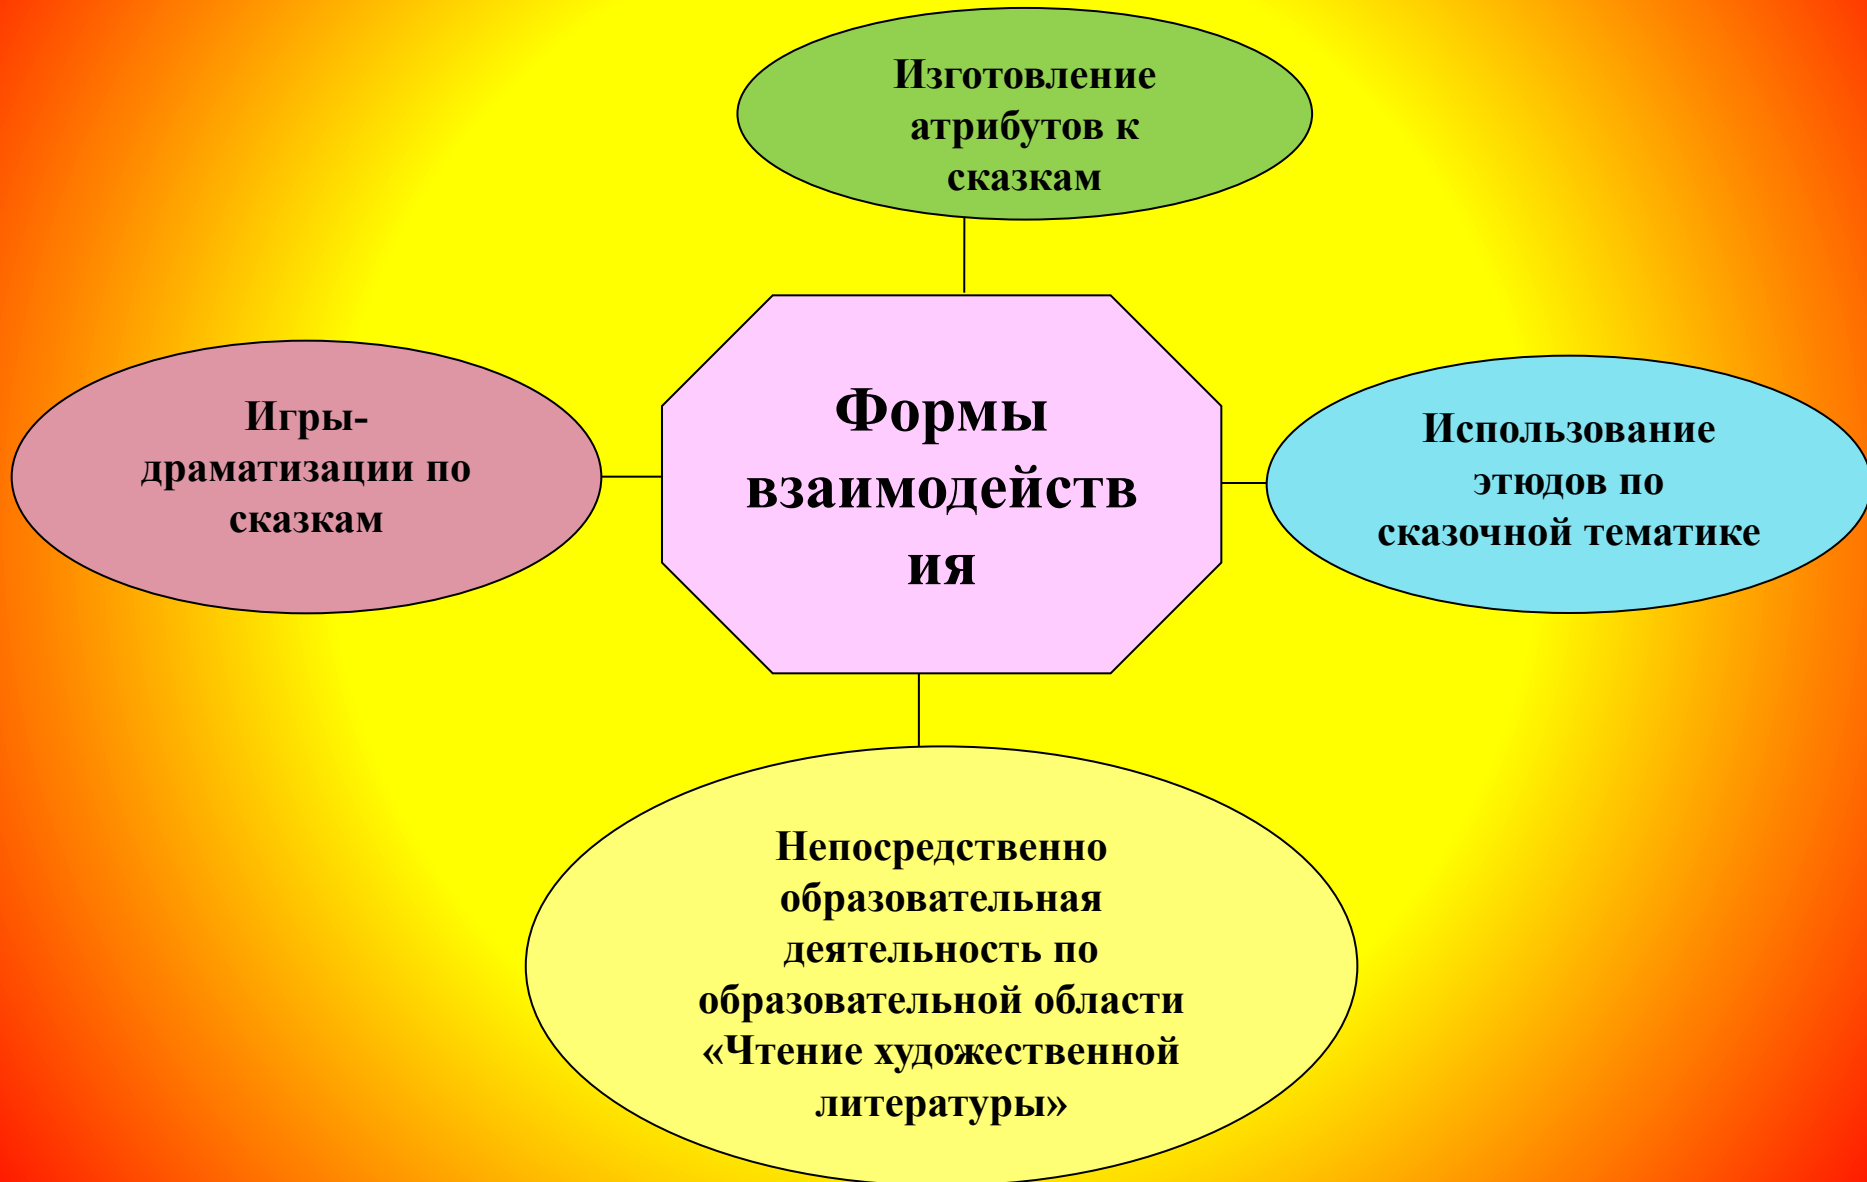 Изготовление
атрибутов к
сказкам
Игры-
драматизации по
сказкам
Формы
взаимодейств
ия
Использование
этюдов по
сказочной тематике
Непосредственно
образовательная
деятельность по
образовательной области
«Чтение художественной
литературы»